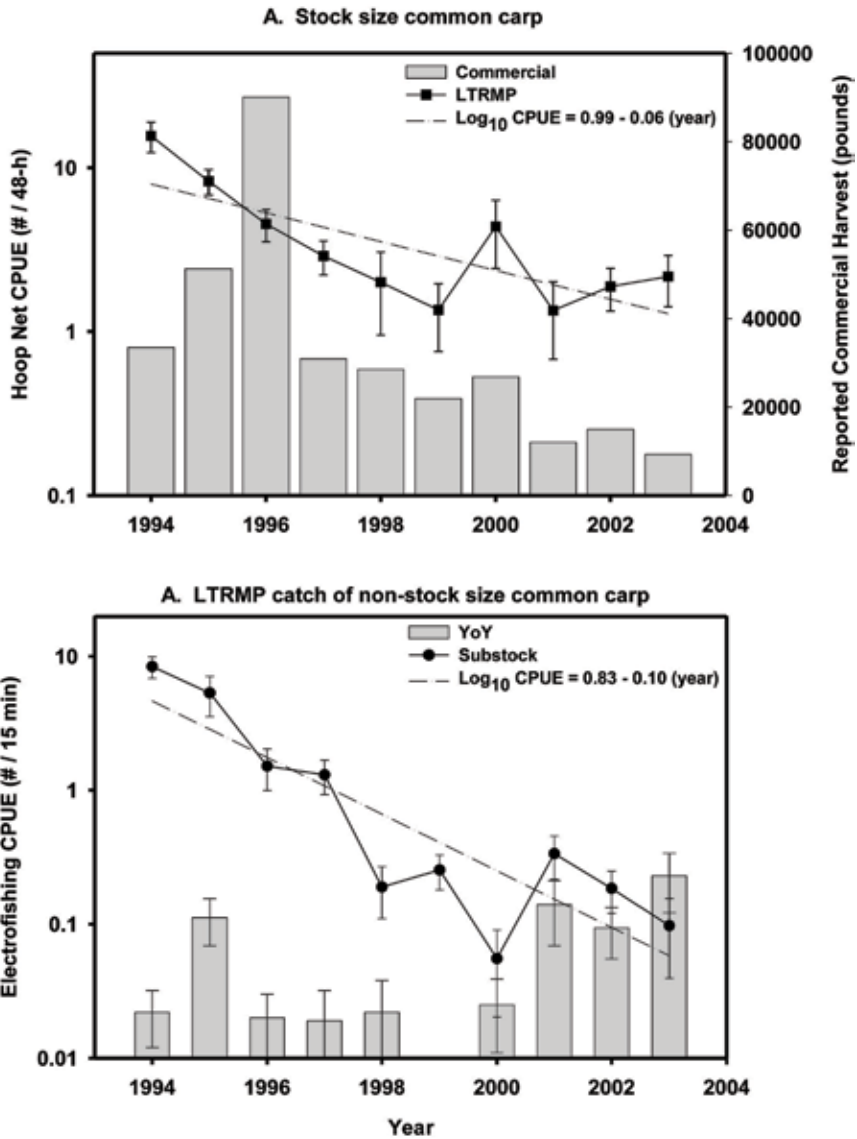 A. Stock size common carp
Commercial
LTRMP
Log10 CPUE = 0.99 - 0.06 (year)
Hoop Net CPUE (# / 48-h)
10
1
0.1
Reported Commercial Harvest (pounds)
100000
80000
60000
40000
20000
0
1994 1996 1998 2000 2002 2004
A. LTRMP catch of non-stock size common carp
YoY
Substock
Log10 CPUE = 0.83 - 0.10 (year)
Electrofishing CPUE (# / 15 min)
10
1
0.1
0.01
1994 1996 1998 2000 2002 2004
Year